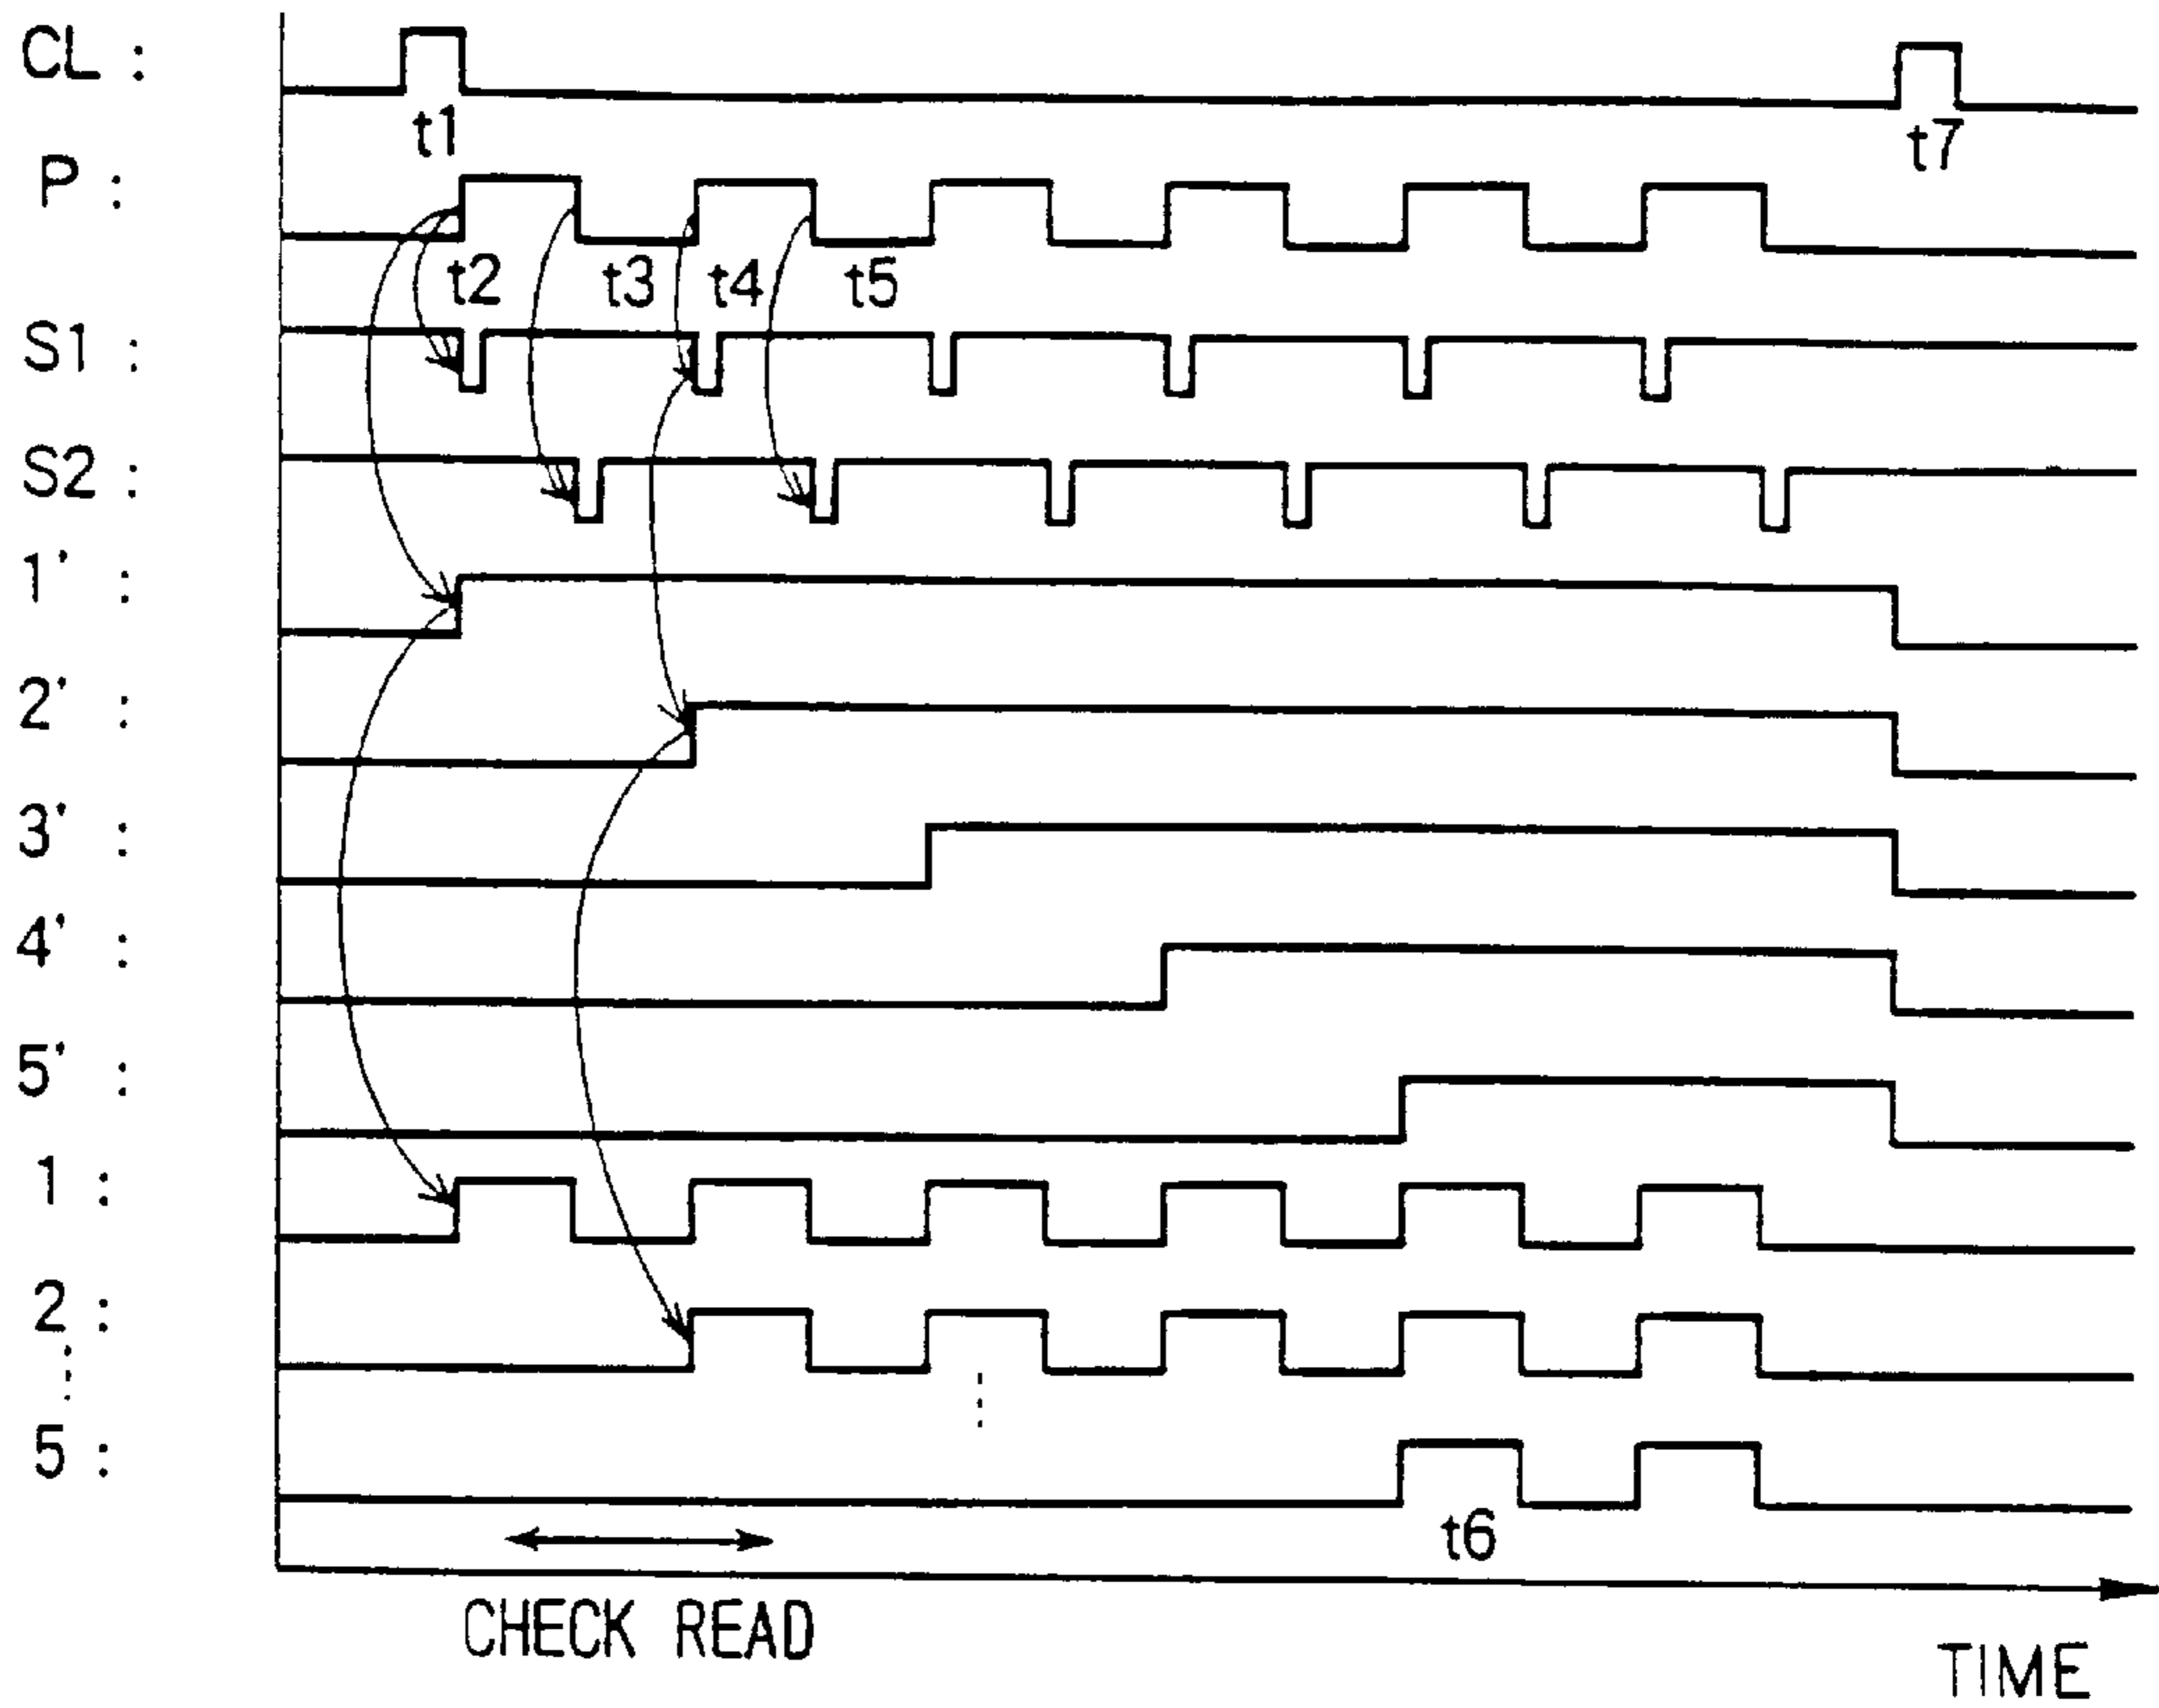 CL :
t1
t7
P :
t2 t3 t4 t5
S1 :
S2 :
1' :
2' :
3' :
4' :
5' :
1 :
2 :
5 :
t6
CHECK READ
TIME